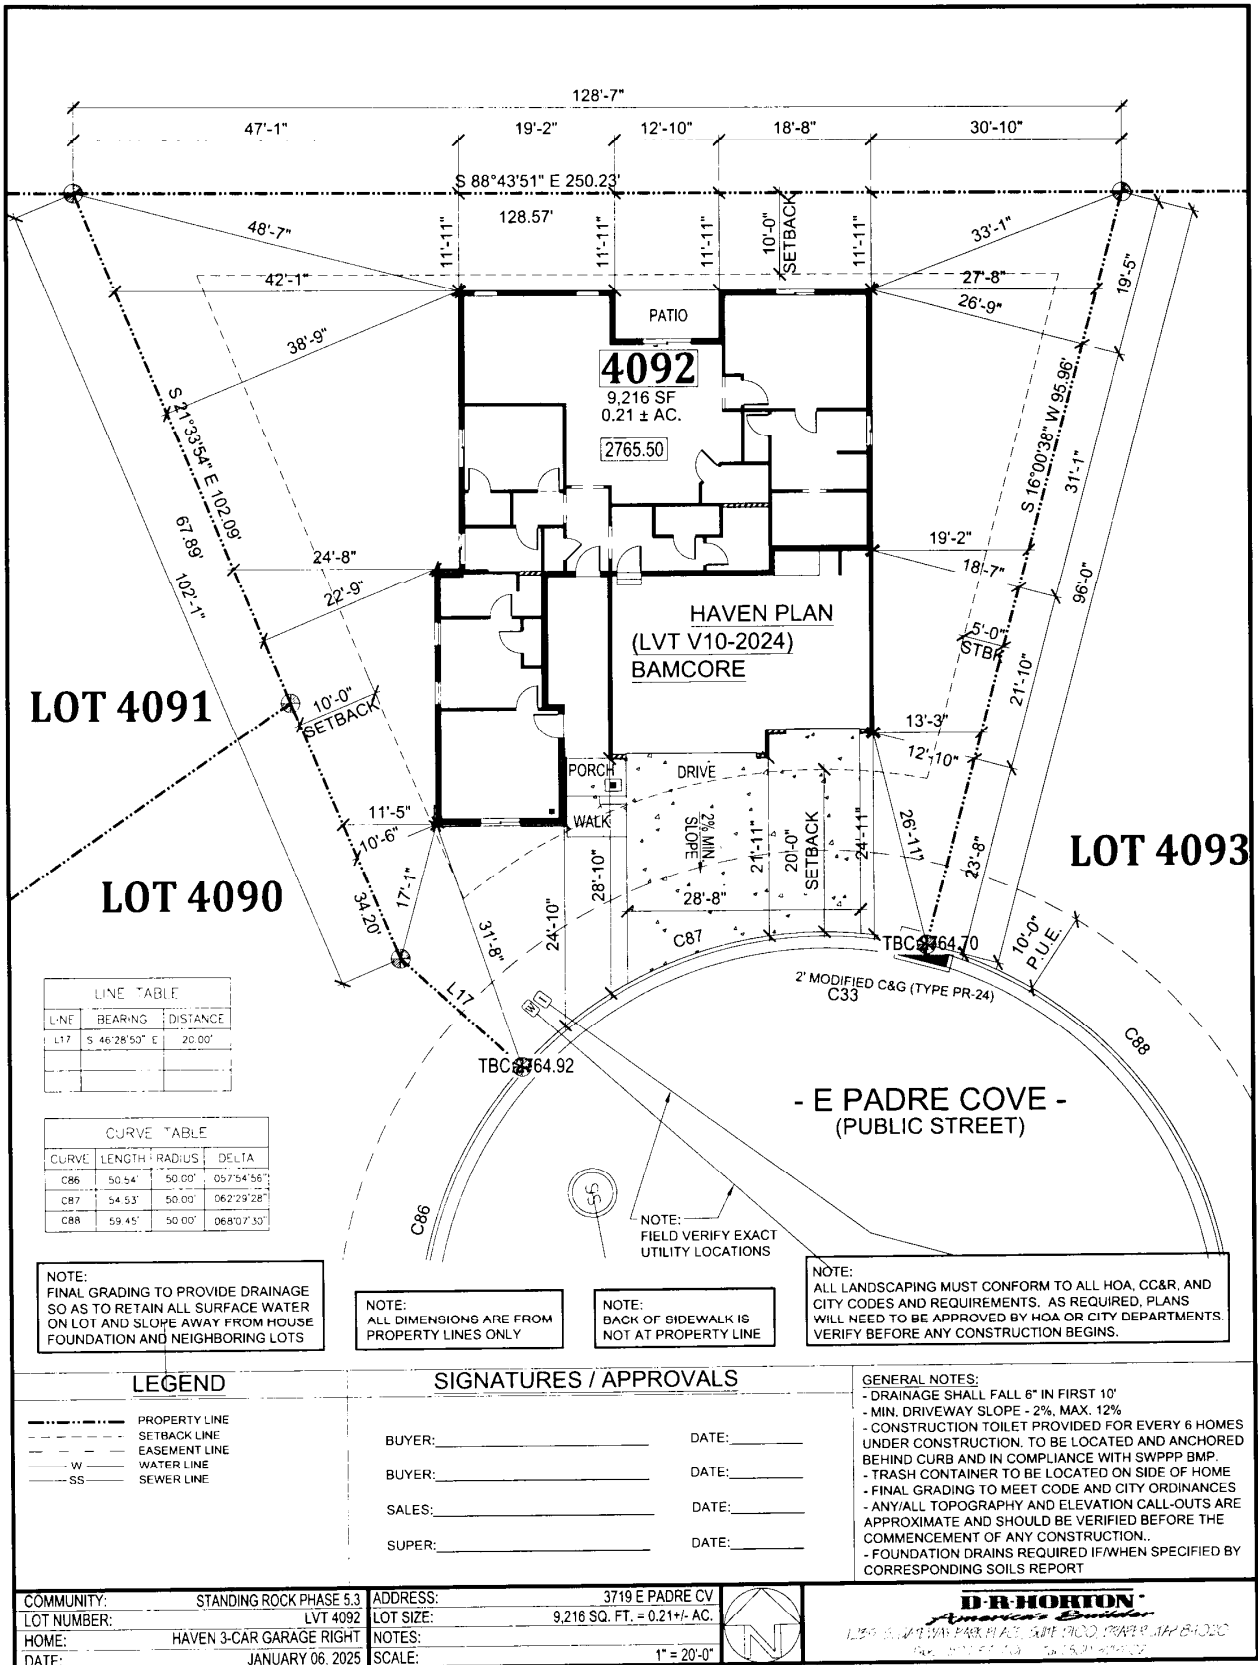 128'-7"
47'-1"
19'-2"
12'-10"
18'-8"
30'-10"
S 88°43'51" E 250.23'
128.57'
11'-11"
11'-11"
11'-11"
10'-0"
SETBACK
11'-11"
48'-7"
42'-1"
38'-9"
33'-1"
27'-8"
26'-9"
19'-5"
PATIO
4092
9,216 SF
0.21 ± AC.
2765.50
S 21°33'54" E 102.09'
67.89'
102'-1"
24'-8"
22'-9"
S 16°00'38" W 95.96'
31'-1"
96'-0"
19'-2"
18'-7"
5'-0"
STBK
21'-10"
HAVEN PLAN
(LVT V10-2024)
BAMCORE
LOT 4091
10'-0"
SETBACK
13'-3"
12'-10"
PORCH
DRIVE
WALK
2% MIN
SLOPE
11'-5"
10'-6"
21'-11"
20'-0"
SETBACK
24'-11"
26'-11"
23'-8"
LOT 4093
LOT 4090
34.20'
17'-1"
31'-8"
24'-10"
28'-10"
28'-8"
C87
10'-0"
P.U.E.
2' MODIFIED C&G (TYPE PR-24)
C33
C88
L17
W
I
LINE TABLE
LINE BEARING DISTANCE
L17 S 46°28'50" E 20.00'
- E PADRE COVE -
(PUBLIC STREET)
CURVE TABLE
CURVE LENGTH RADIUS DELTA
C86 50.54' 50.00' 057°54'56"
C87 54.53' 50.00' 062°29'28"
C88 59.45' 50.00' 068°07'30"
C86
SS
NOTE:
FIELD VERIFY EXACT
UTILITY LOCATIONS
NOTE:
FINAL GRADING TO PROVIDE DRAINAGE
SO AS TO RETAIN ALL SURFACE WATER
ON LOT AND SLOPE AWAY FROM HOUSE
FOUNDATION AND NEIGHBORING LOTS
NOTE:
ALL DIMENSIONS ARE FROM
PROPERTY LINES ONLY
NOTE:
BACK OF SIDEWALK IS
NOT AT PROPERTY LINE
NOTE:
ALL LANDSCAPING MUST CONFORM TO ALL HOA, CC&R, AND
CITY CODES AND REQUIREMENTS. AS REQUIRED, PLANS
WILL NEED TO BE APPROVED BY HOA OR CITY DEPARTMENTS.
VERIFY BEFORE ANY CONSTRUCTION BEGINS.
LEGEND
PROPERTY LINE
SETBACK LINE
EASEMENT LINE
W WATER LINE
SS SEWER LINE
SIGNATURES / APPROVALS
BUYER: DATE:
BUYER: DATE:
SALES: DATE:
SUPER: DATE:
GENERAL NOTES:
- DRAINAGE SHALL FALL 6" IN FIRST 10'
- MIN. DRIVEWAY SLOPE - 2%, MAX. 12%
- CONSTRUCTION TOILET PROVIDED FOR EVERY 6 HOMES
UNDER CONSTRUCTION. TO BE LOCATED AND ANCHORED
BEHIND CURB AND IN COMPLIANCE WITH SWPPP BMP.
- TRASH CONTAINER TO BE LOCATED ON SIDE OF HOME
- FINAL GRADING TO MEET CODE AND CITY ORDINANCES
- ANY/ALL TOPOGRAPHY AND ELEVATION CALL-OUTS ARE
APPROXIMATE AND SHOULD BE VERIFIED BEFORE THE
COMMENCEMENT OF ANY CONSTRUCTION..
- FOUNDATION DRAINS REQUIRED IF/WHEN SPECIFIED BY
CORRESPONDING SOILS REPORT
COMMUNITY: STANDING ROCK PHASE 5.3
LOT NUMBER: LVT 4092
HOME: HAVEN 3-CAR GARAGE RIGHT
DATE: JANUARY 06, 2025
ADDRESS: 3719 E PADRE CV
LOT SIZE: 9,216 SQ. FT. = 0.21+/- AC.
NOTES:
SCALE: 1" = 20'-0"
N
D·R·HORTON
America's Builder